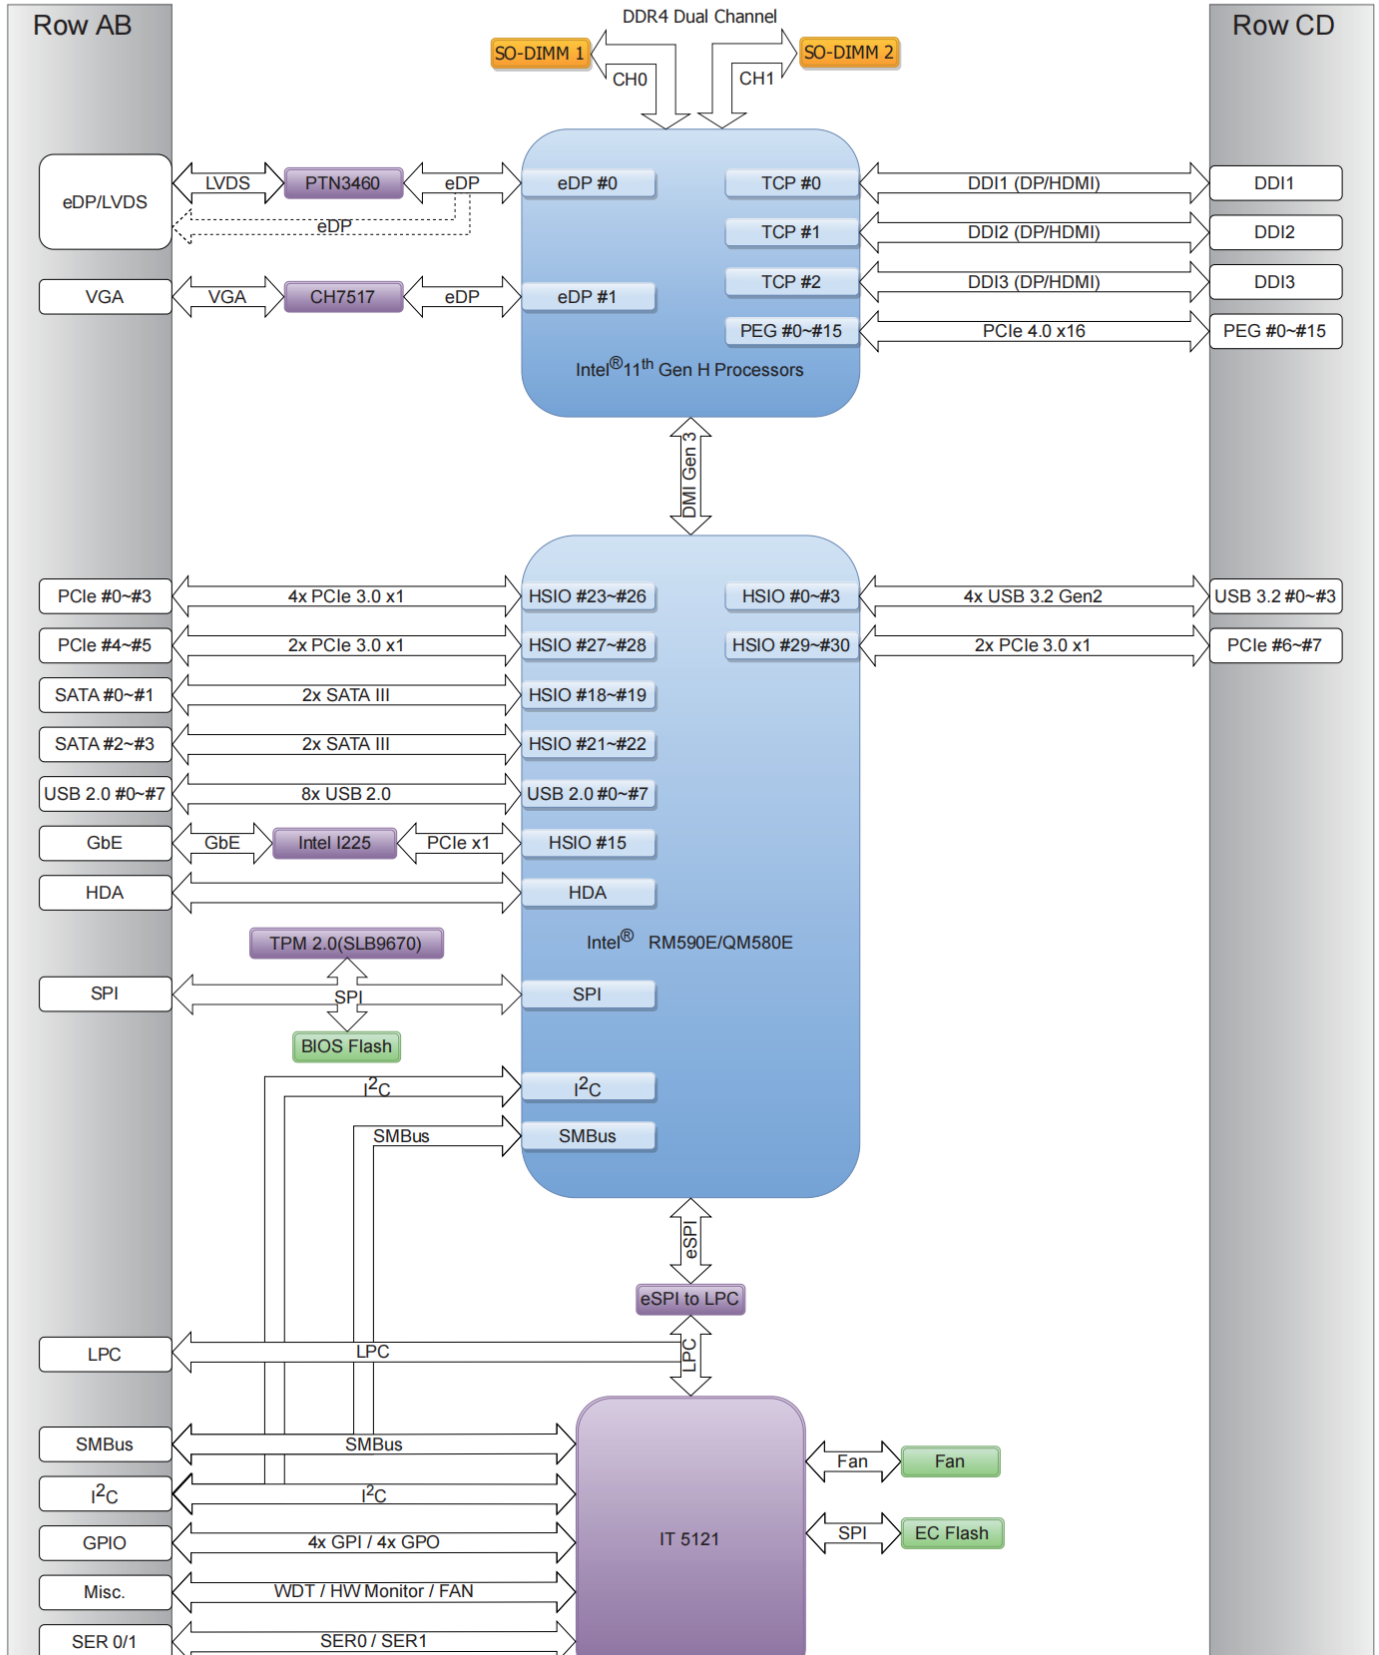 Row AB
DDR4 Dual Channel
Row CD
SO-DIMM 1
SO-DIMM 2
CH0
CH1
eDP/LVDS
LVDS
PTN3460
eDP
eDP #0
TCP #0
DDI1 (DP/HDMI)
DDI1
eDP
TCP #1
DDI2 (DP/HDMI)
DDI2
VGA
VGA
CH7517
eDP
eDP #1
TCP #2
DDI3 (DP/HDMI)
DDI3
PEG #0~#15
PCIe 4.0 x16
PEG #0~#15
Intel®11th Gen H Processors
DMI Gen 3
PCIe #0~#3
4x PCIe 3.0 x1
HSIO #23~#26
HSIO #0~#3
4x USB 3.2 Gen2
USB 3.2 #0~#3
PCIe #4~#5
2x PCIe 3.0 x1
HSIO #27~#28
HSIO #29~#30
2x PCIe 3.0 x1
PCIe #6~#7
SATA #0~#1
2x SATA III
HSIO #18~#19
SATA #2~#3
2x SATA III
HSIO #21~#22
USB 2.0 #0~#7
8x USB 2.0
USB 2.0 #0~#7
GbE
GbE
Intel I225
PCIe x1
HSIO #15
HDA
HDA
TPM 2.0(SLB9670)
Intel® RM590E/QM580E
SPI
SPI
SPI
BIOS Flash
I²C
I²C
SMBus
SMBus
eSPI
eSPI to LPC
LPC
LPC
LPC
SMBus
SMBus
Fan
Fan
I²C
I²C
GPIO
4x GPI / 4x GPO
IT 5121
SPI
EC Flash
Misc.
WDT / HW Monitor / FAN
SER 0/1
SER0 / SER1